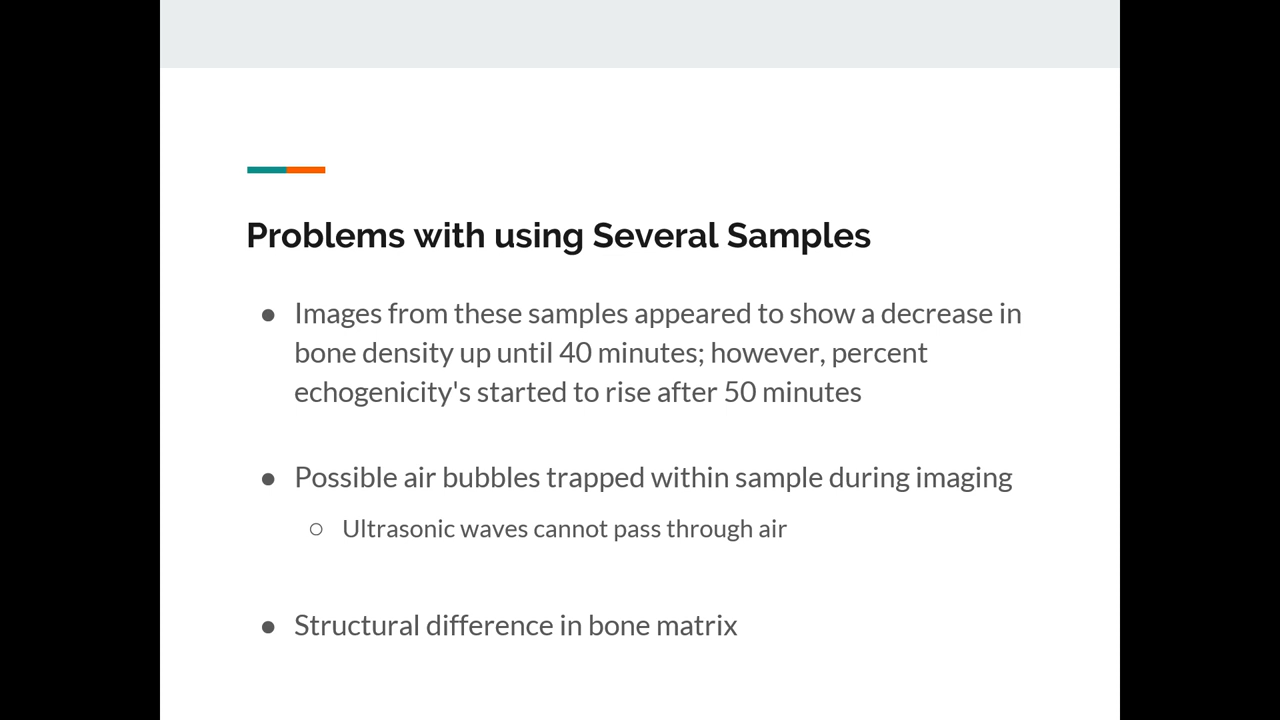 Problems with using Several Samples
● Images from these samples appeared to show a decrease in
bone density up until 40 minutes; however, percent
echogenicity's started to rise after 50 minutes
● Possible air bubbles trapped within sample during imaging
○ Ultrasonic waves cannot pass through air
● Structural difference in bone matrix